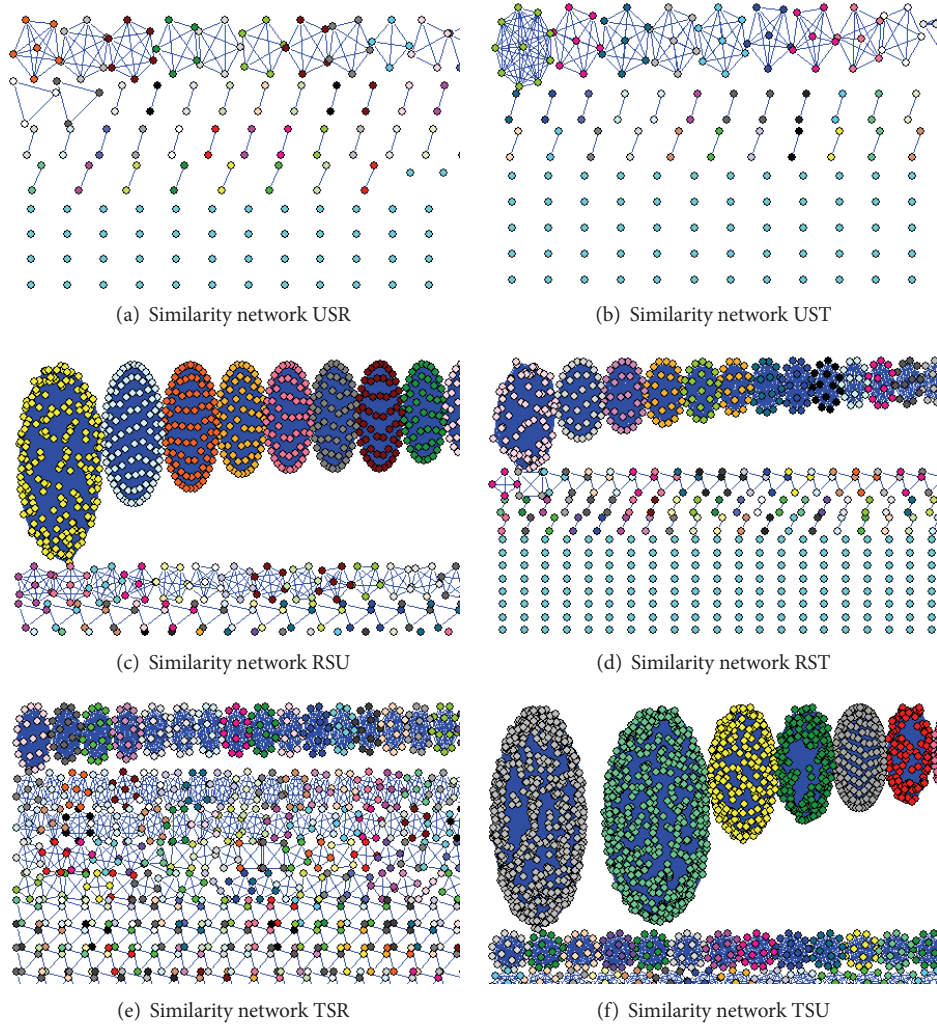 (a) Similarity network USR
(b) Similarity network UST
(c) Similarity network RSU
(d) Similarity network RST
(e) Similarity network TSR
(f) Similarity network TSU